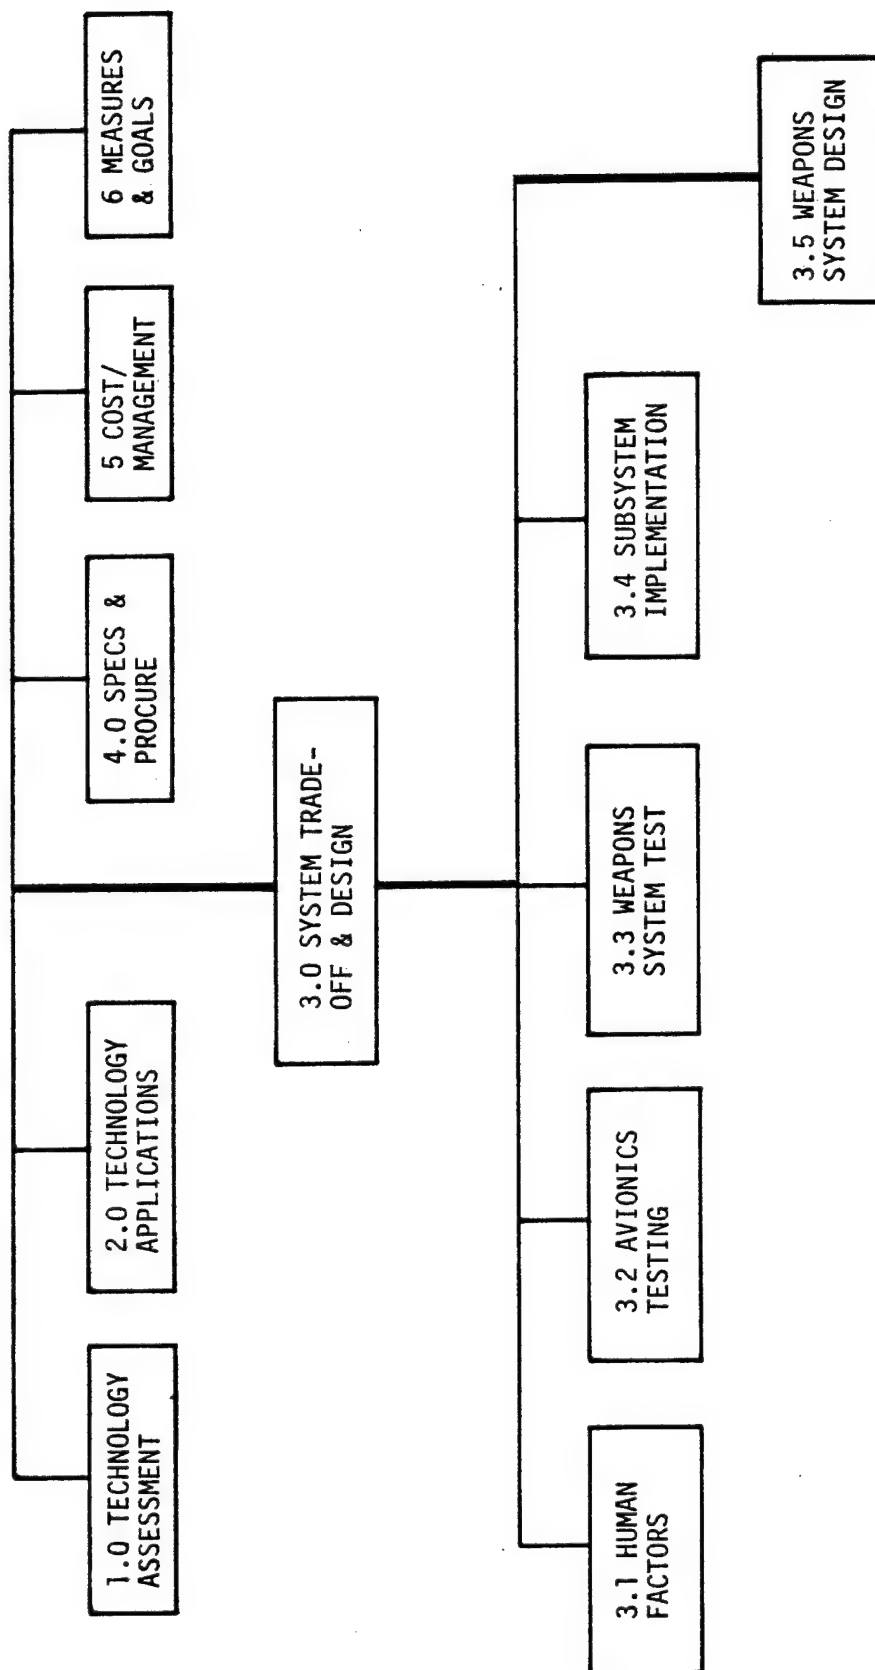 1.0 TECHNOLOGY
ASSESSMENT
2.0 TECHNOLOGY
APPLICATIONS
4.0 SPECS &
PROCURE
5 COST/
MANAGEMENT
6 MEASURES
& GOALS
3.0 SYSTEM TRADE-
OFF & DESIGN
3.1 HUMAN
FACTORS
3.2 AVIONICS
TESTING
3.3 WEAPONS
SYSTEM TEST
3.4 SUBSYSTEM
IMPLEMENTATION
3.5 WEAPONS
SYSTEM DESIGN